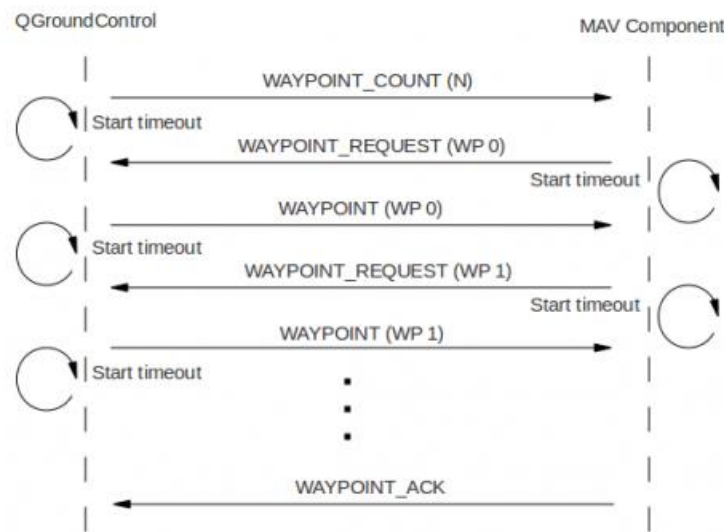 QGroundControl
MAV Component
WAYPOINT_COUNT (N)
Start timeout
WAYPOINT_REQUEST (WP 0)
Start timeout
WAYPOINT (WP 0)
Start timeout
WAYPOINT_REQUEST (WP 1)
Start timeout
WAYPOINT (WP 1)
Start timeout
WAYPOINT_ACK